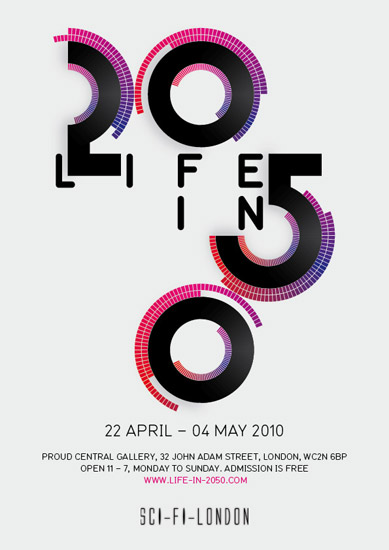 20
LIFE
IN
50
22 APRIL – 04 MAY 2010
PROUD CENTRAL GALLERY, 32 JOHN ADAM STREET, LONDON, WC2N 6BP
OPEN 11 – 7, MONDAY TO SUNDAY. ADMISSION IS FREE
WWW.LIFE-IN-2050.COM
SCI-FI-LONDON